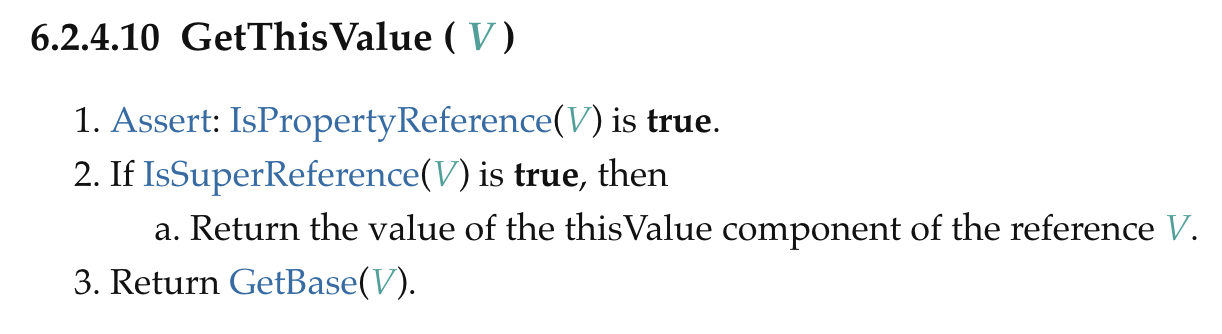 6.2.4.10 GetThisValue ( V )
1. Assert: IsPropertyReference(V) is true.
2. If IsSuperReference(V) is true, then
a. Return the value of the thisValue component of the reference V.
3. Return GetBase(V).